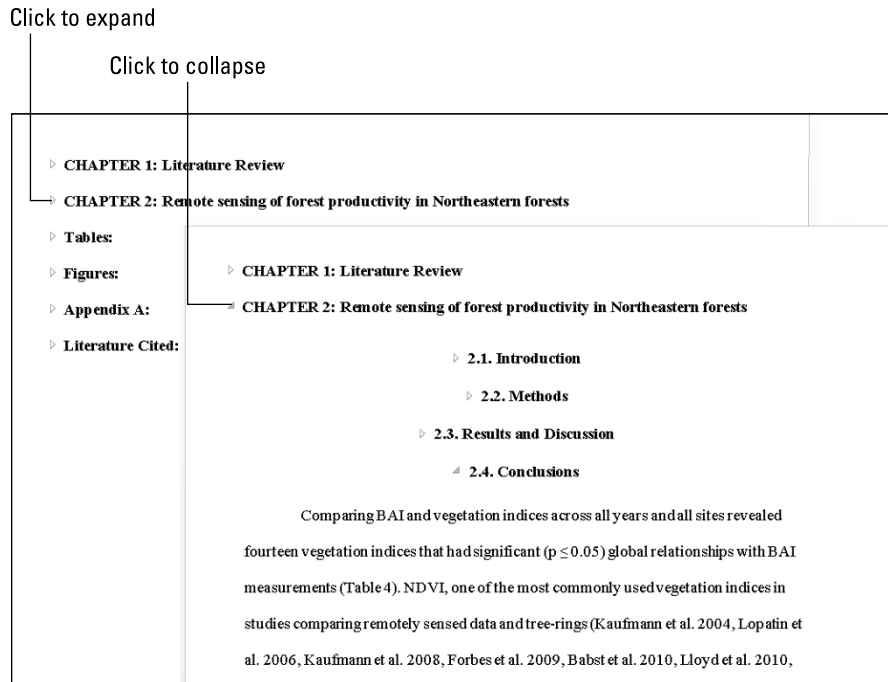 Click to expand
Click to collapse
CHAPTER 1: Literature Review
CHAPTER 2: Remote sensing of forest productivity in Northeastern forests
Tables:
Figures:
Appendix A:
Literature Cited:
CHAPTER 1: Literature Review
CHAPTER 2: Remote sensing of forest productivity in Northeastern forests
2.1. Introduction
2.2. Methods
2.3. Results and Discussion
2.4. Conclusions
Comparing BAI and vegetation indices across all years and all sites revealed
fourteen vegetation indices that had significant (p ≤ 0.05) global relationships with BAI
measurements (Table 4). NDVI, one of the most commonly used vegetation indices in
studies comparing remotely sensed data and tree-rings (Kaufmann et al. 2004, Lopatin et
al. 2006, Kaufmann et al. 2008, Forbes et al. 2009, Babst et al. 2010, Lloyd et al. 2010,